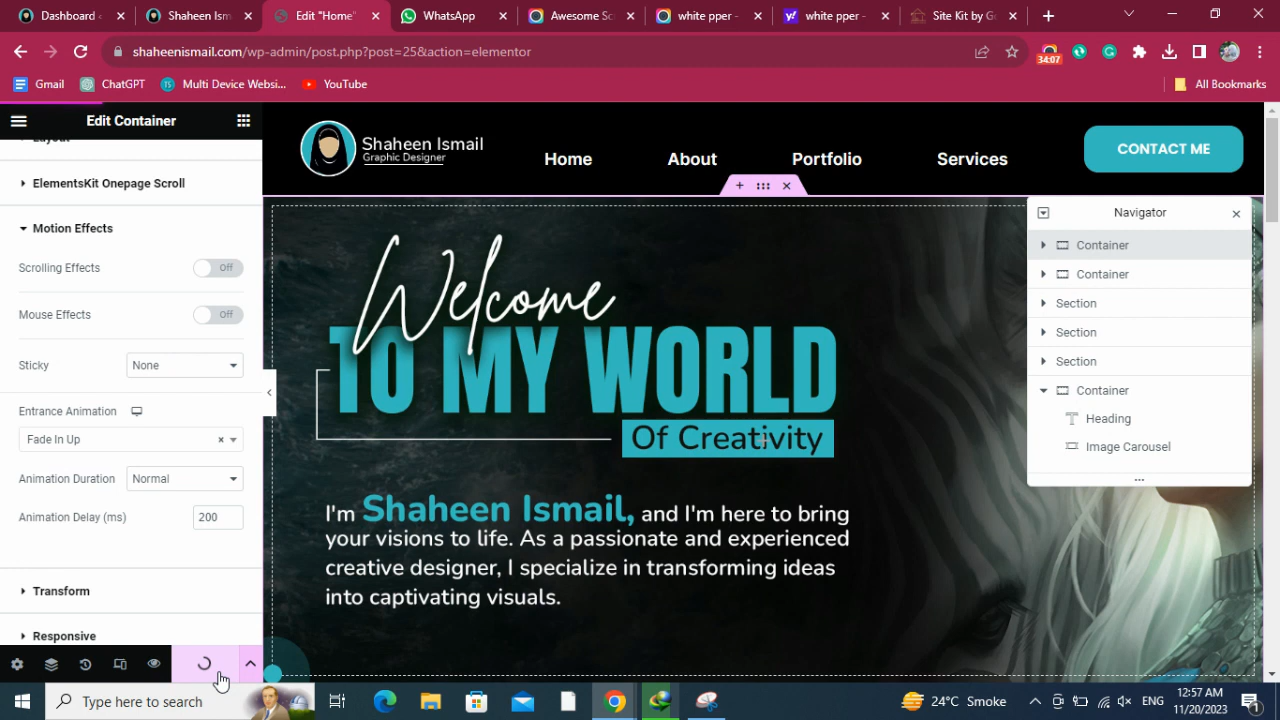 Dashboard ‹
Shaheen Ism
Edit "Home"
WhatsApp
Awesome Sc
white pper -
white pper -
Site Kit by Go
shaheenismail.com/wp-admin/post.php?post=25&action=elementor
34:07
Gmail
ChatGPT
Multi Device Websi...
YouTube
All Bookmarks
Edit Container
Layout
ElementsKit Onepage Scroll
Motion Effects
Scrolling Effects
Off
Mouse Effects
Off
Sticky
None
Entrance Animation
Fade In Up
Animation Duration
Normal
Animation Delay (ms)
200
Transform
Responsive
Shaheen Ismail
Graphic Designer
Home
About
Portfolio
Services
CONTACT ME
Welcome
TO MY WORLD
Of Creativity
I'm Shaheen Ismail, and I'm here to bring
your visions to life. As a passionate and experienced
creative designer, I specialize in transforming ideas
into captivating visuals.
Navigator
Container
Container
Section
Section
Section
Container
Heading
Image Carousel
Type here to search
24°C Smoke
ENG
12:57 AM
11/20/2023
1